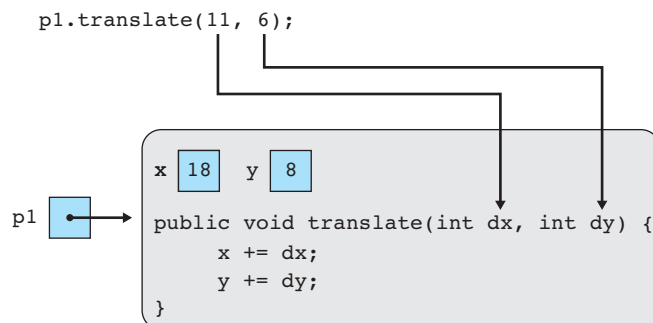 p1.translate(11, 6);
x 18 y 8
p1
public void translate(int dx, int dy) {
x += dx;
y += dy;
}